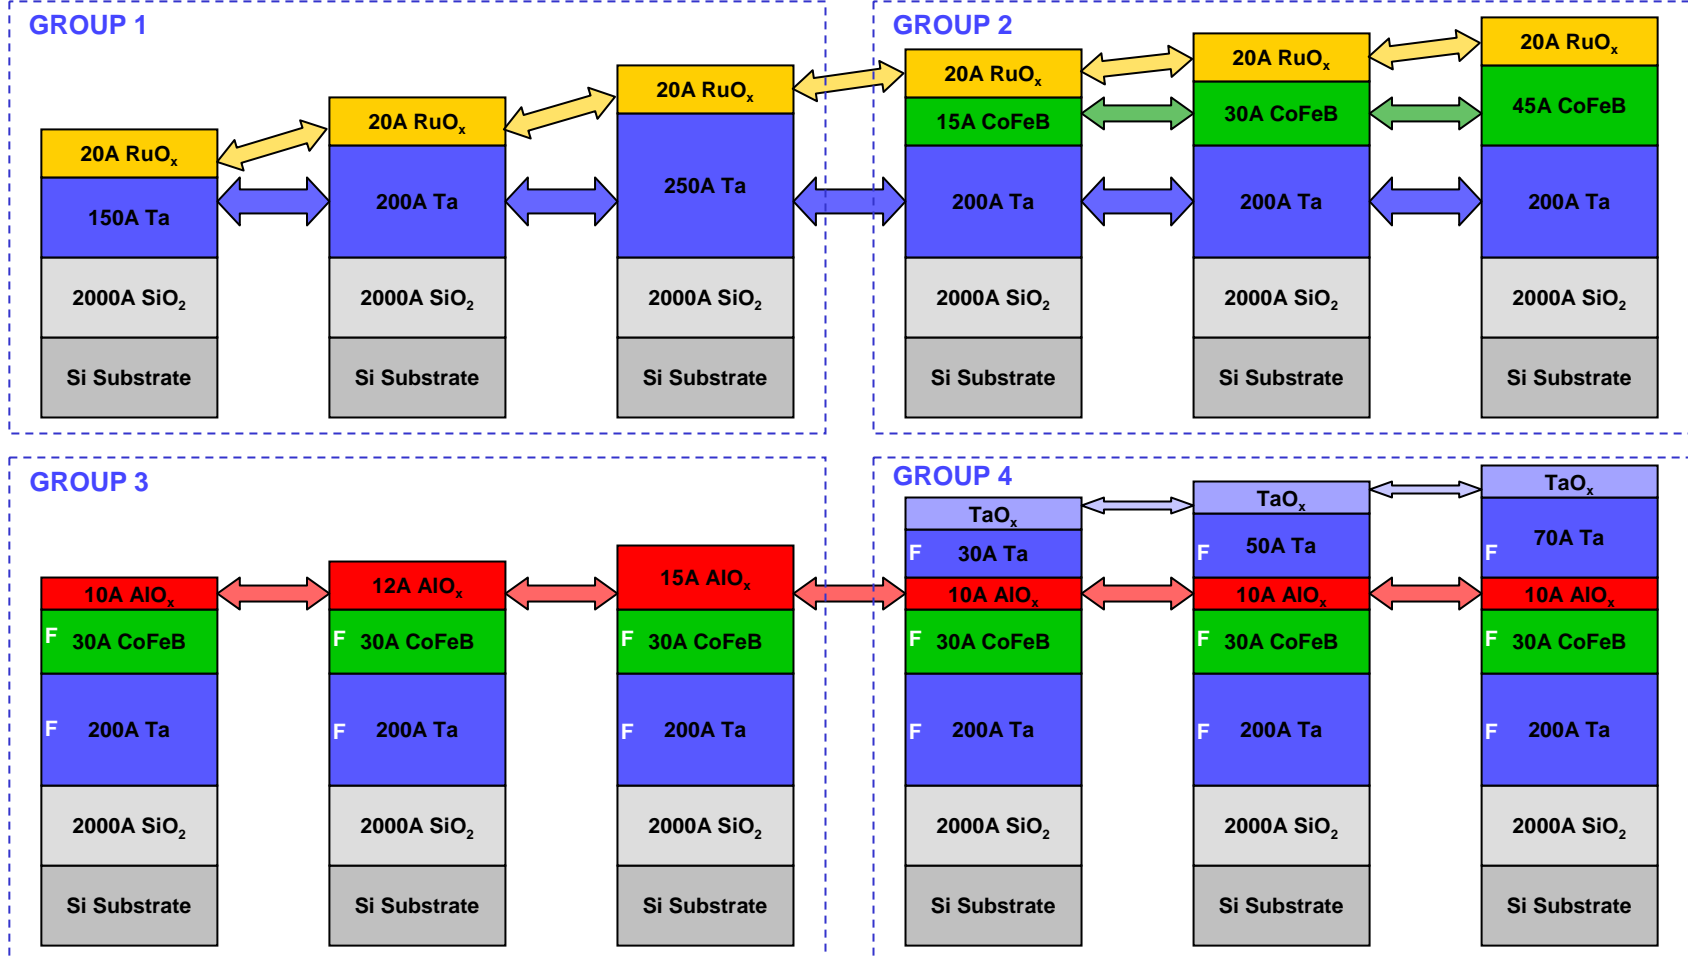 GROUP 1
20A RuOₓ
150A Ta
2000A SiO₂
Si Substrate
20A RuOₓ
200A Ta
2000A SiO₂
Si Substrate
20A RuOₓ
250A Ta
2000A SiO₂
Si Substrate
GROUP 2
20A RuOₓ
15A CoFeB
200A Ta
2000A SiO₂
Si Substrate
20A RuOₓ
30A CoFeB
200A Ta
2000A SiO₂
Si Substrate
20A RuOₓ
45A CoFeB
200A Ta
2000A SiO₂
Si Substrate
GROUP 3
10A AlOₓ
F 30A CoFeB
F 200A Ta
2000A SiO₂
Si Substrate
12A AlOₓ
F 30A CoFeB
F 200A Ta
2000A SiO₂
Si Substrate
15A AlOₓ
F 30A CoFeB
F 200A Ta
2000A SiO₂
Si Substrate
GROUP 4
TaOₓ
F 30A Ta
10A AlOₓ
F 30A CoFeB
F 200A Ta
2000A SiO₂
Si Substrate
TaOₓ
F 50A Ta
10A AlOₓ
F 30A CoFeB
F 200A Ta
2000A SiO₂
Si Substrate
TaOₓ
F 70A Ta
10A AlOₓ
F 30A CoFeB
F 200A Ta
2000A SiO₂
Si Substrate